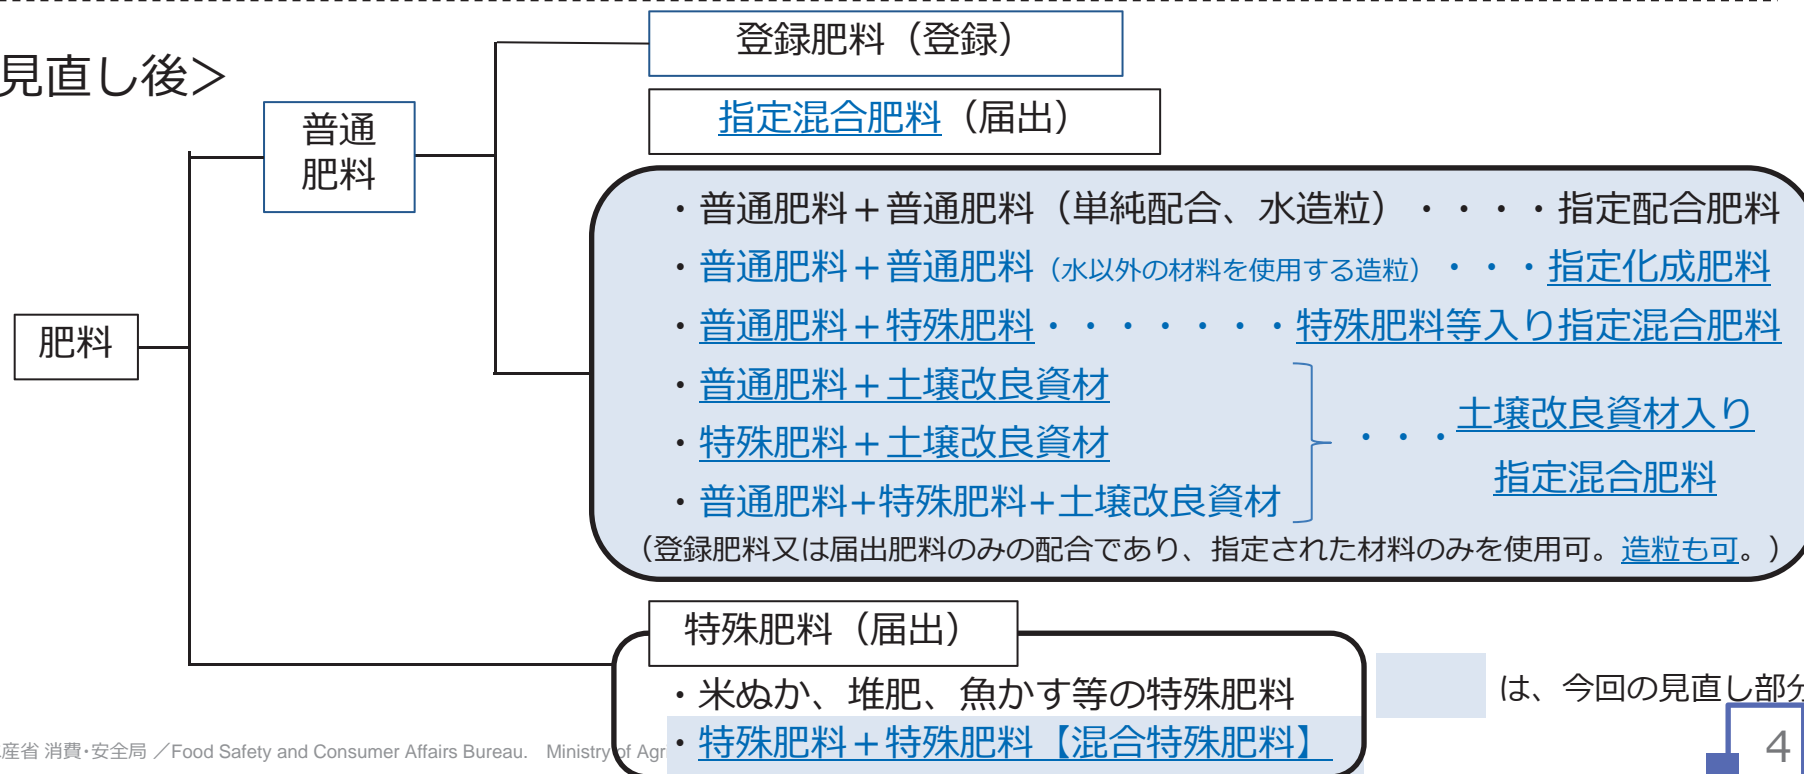 見直し後＞
登録肥料（登録）
指定混合肥料（届出）
普通
肥料
肥料
・普通肥料＋普通肥料（単純配合、水造粒）・・・・指定配合肥料
・普通肥料＋普通肥料（水以外の材料を使用する造粒）・・・指定化成肥料
・普通肥料＋特殊肥料・・・・・・・特殊肥料等入り指定混合肥料
・普通肥料＋土壌改良資材
・特殊肥料＋土壌改良資材
・普通肥料+特殊肥料+土壌改良資材
・・・土壌改良資材入り
指定混合肥料
（登録肥料又は届出肥料のみの配合であり、指定された材料のみを使用可。造粒も可。）
特殊肥料（届出）
・米ぬか、堆肥、魚かす等の特殊肥料
・特殊肥料＋特殊肥料【混合特殊肥料】
は、今回の見直し部分
産省 消費・安全局 ／Food Safety and Consumer Affairs Bureau. Ministry of Agr
4